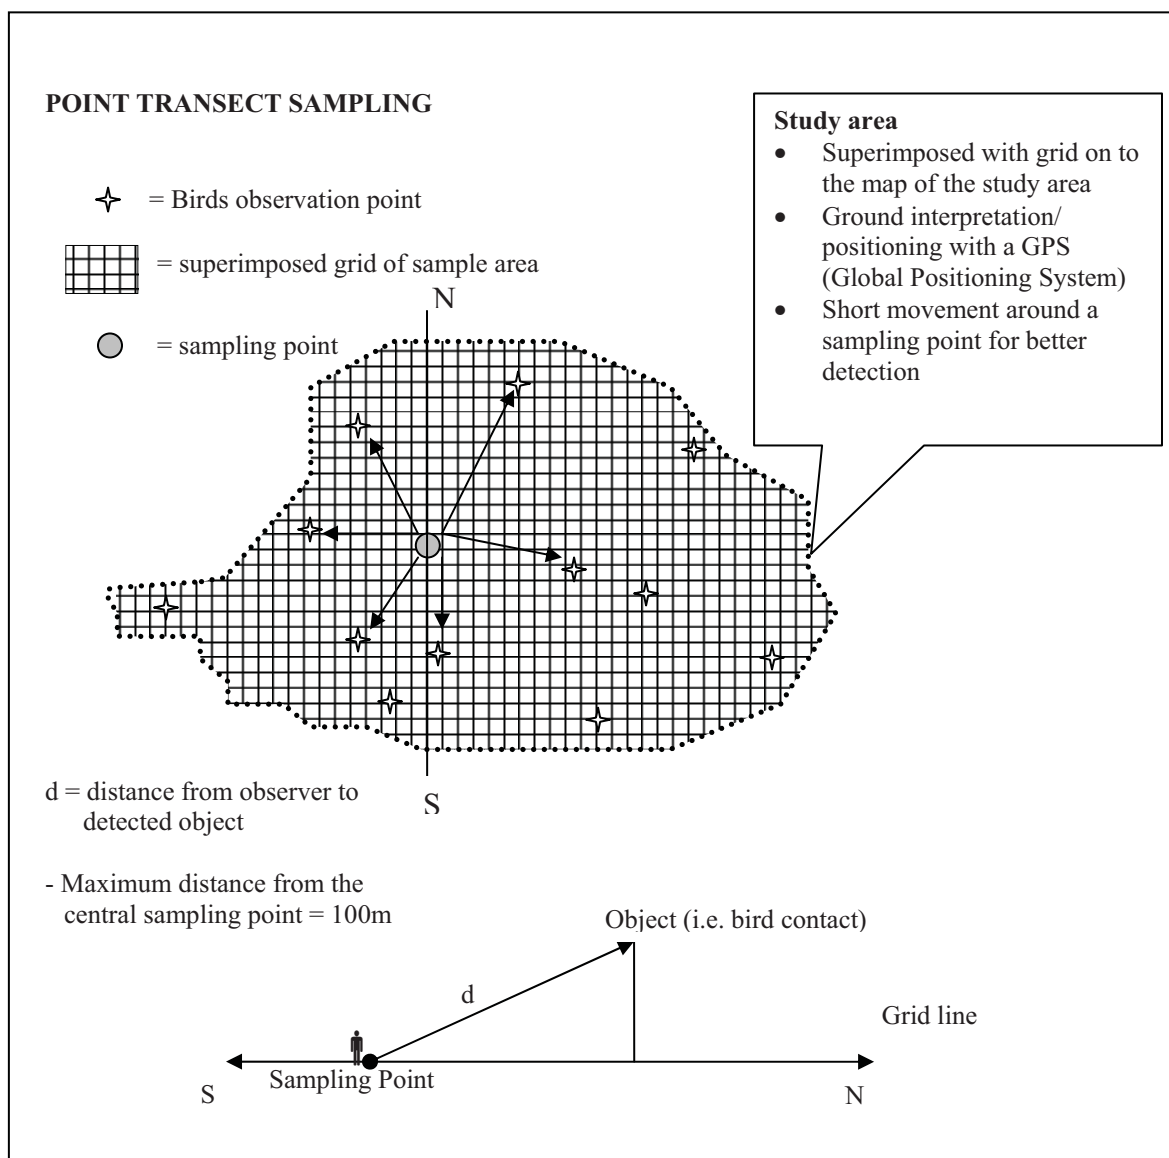 POINT TRANSECT SAMPLING
= Birds observation point
= superimposed grid of sample area
= sampling point
N
Study area
• Superimposed with grid on to
the map of the study area
• Ground interpretation/
positioning with a GPS
(Global Positioning System)
• Short movement around a
sampling point for better
detection
S
d = distance from observer to
detected object
- Maximum distance from the
central sampling point = 100m
Object (i.e. bird contact)
d
Grid line
Sampling Point
S
N